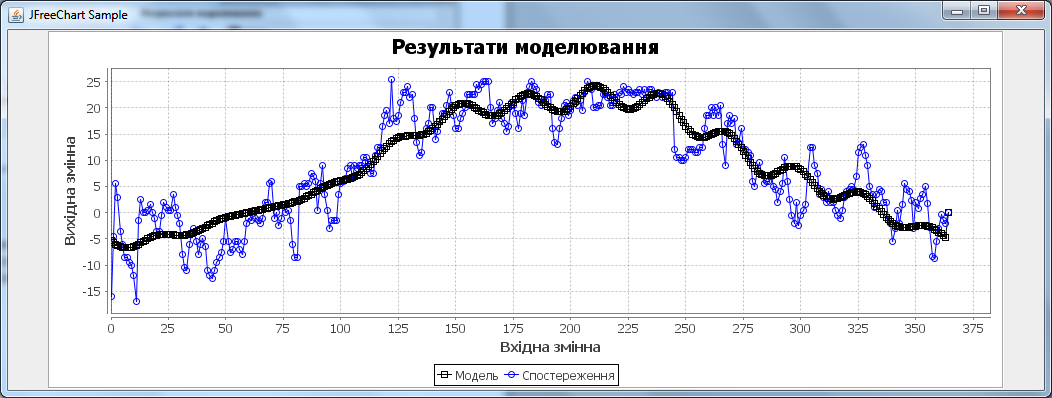 JFreeChart Sample
Результати моделювання
Вихідна змінна
25
20
15
10
5
0
-5
-10
-15
0 25 50 75 100 125 150 175 200 225 250 275 300 325 350 375
Вхідна змінна
Модель Спостереження